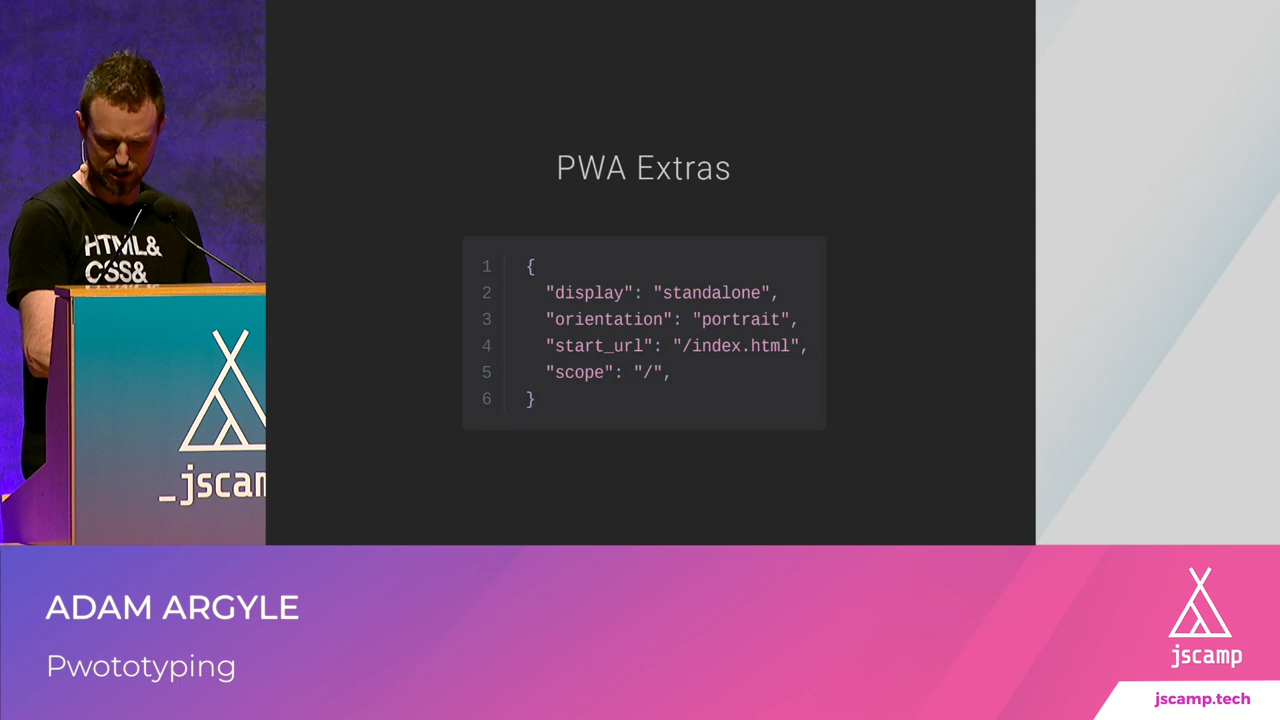 HTML&
CSS&
_jscam
PWA Extras
1 {
2 "display": "standalone",
3 "orientation": "portrait",
4 "start_url": "/index.html",
5 "scope": "/",
6 }
ADAM ARGYLE
Pwototyping
jscamp
jscamp.tech